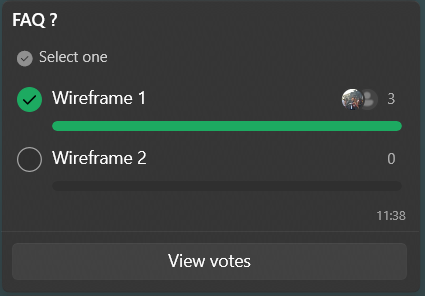 FAQ ?
Select one
Wireframe 1 3
Wireframe 2 0
11:38
View votes